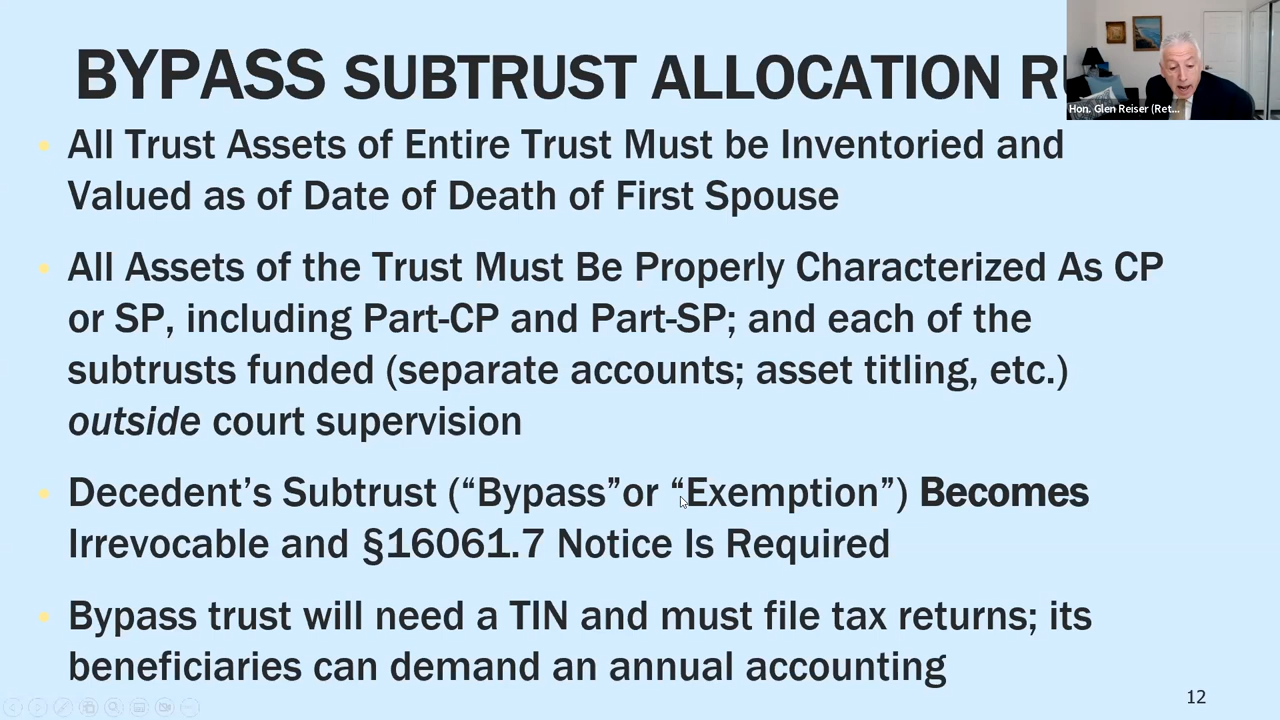 BYPASS SUBTRUST ALLOCATION
Hon. Glen Reiser (Ret...
• All Trust Assets of Entire Trust Must be Inventoried and
Valued as of Date of Death of First Spouse
• All Assets of the Trust Must Be Properly Characterized As CP
or SP, including Part-CP and Part-SP; and each of the
subtrusts funded (separate accounts; asset titling, etc.)
outside court supervision
• Decedent’s Subtrust (“Bypass”or “Exemption”) Becomes
Irrevocable and §16061.7 Notice Is Required
• Bypass trust will need a TIN and must file tax returns; its
beneficiaries can demand an annual accounting
12